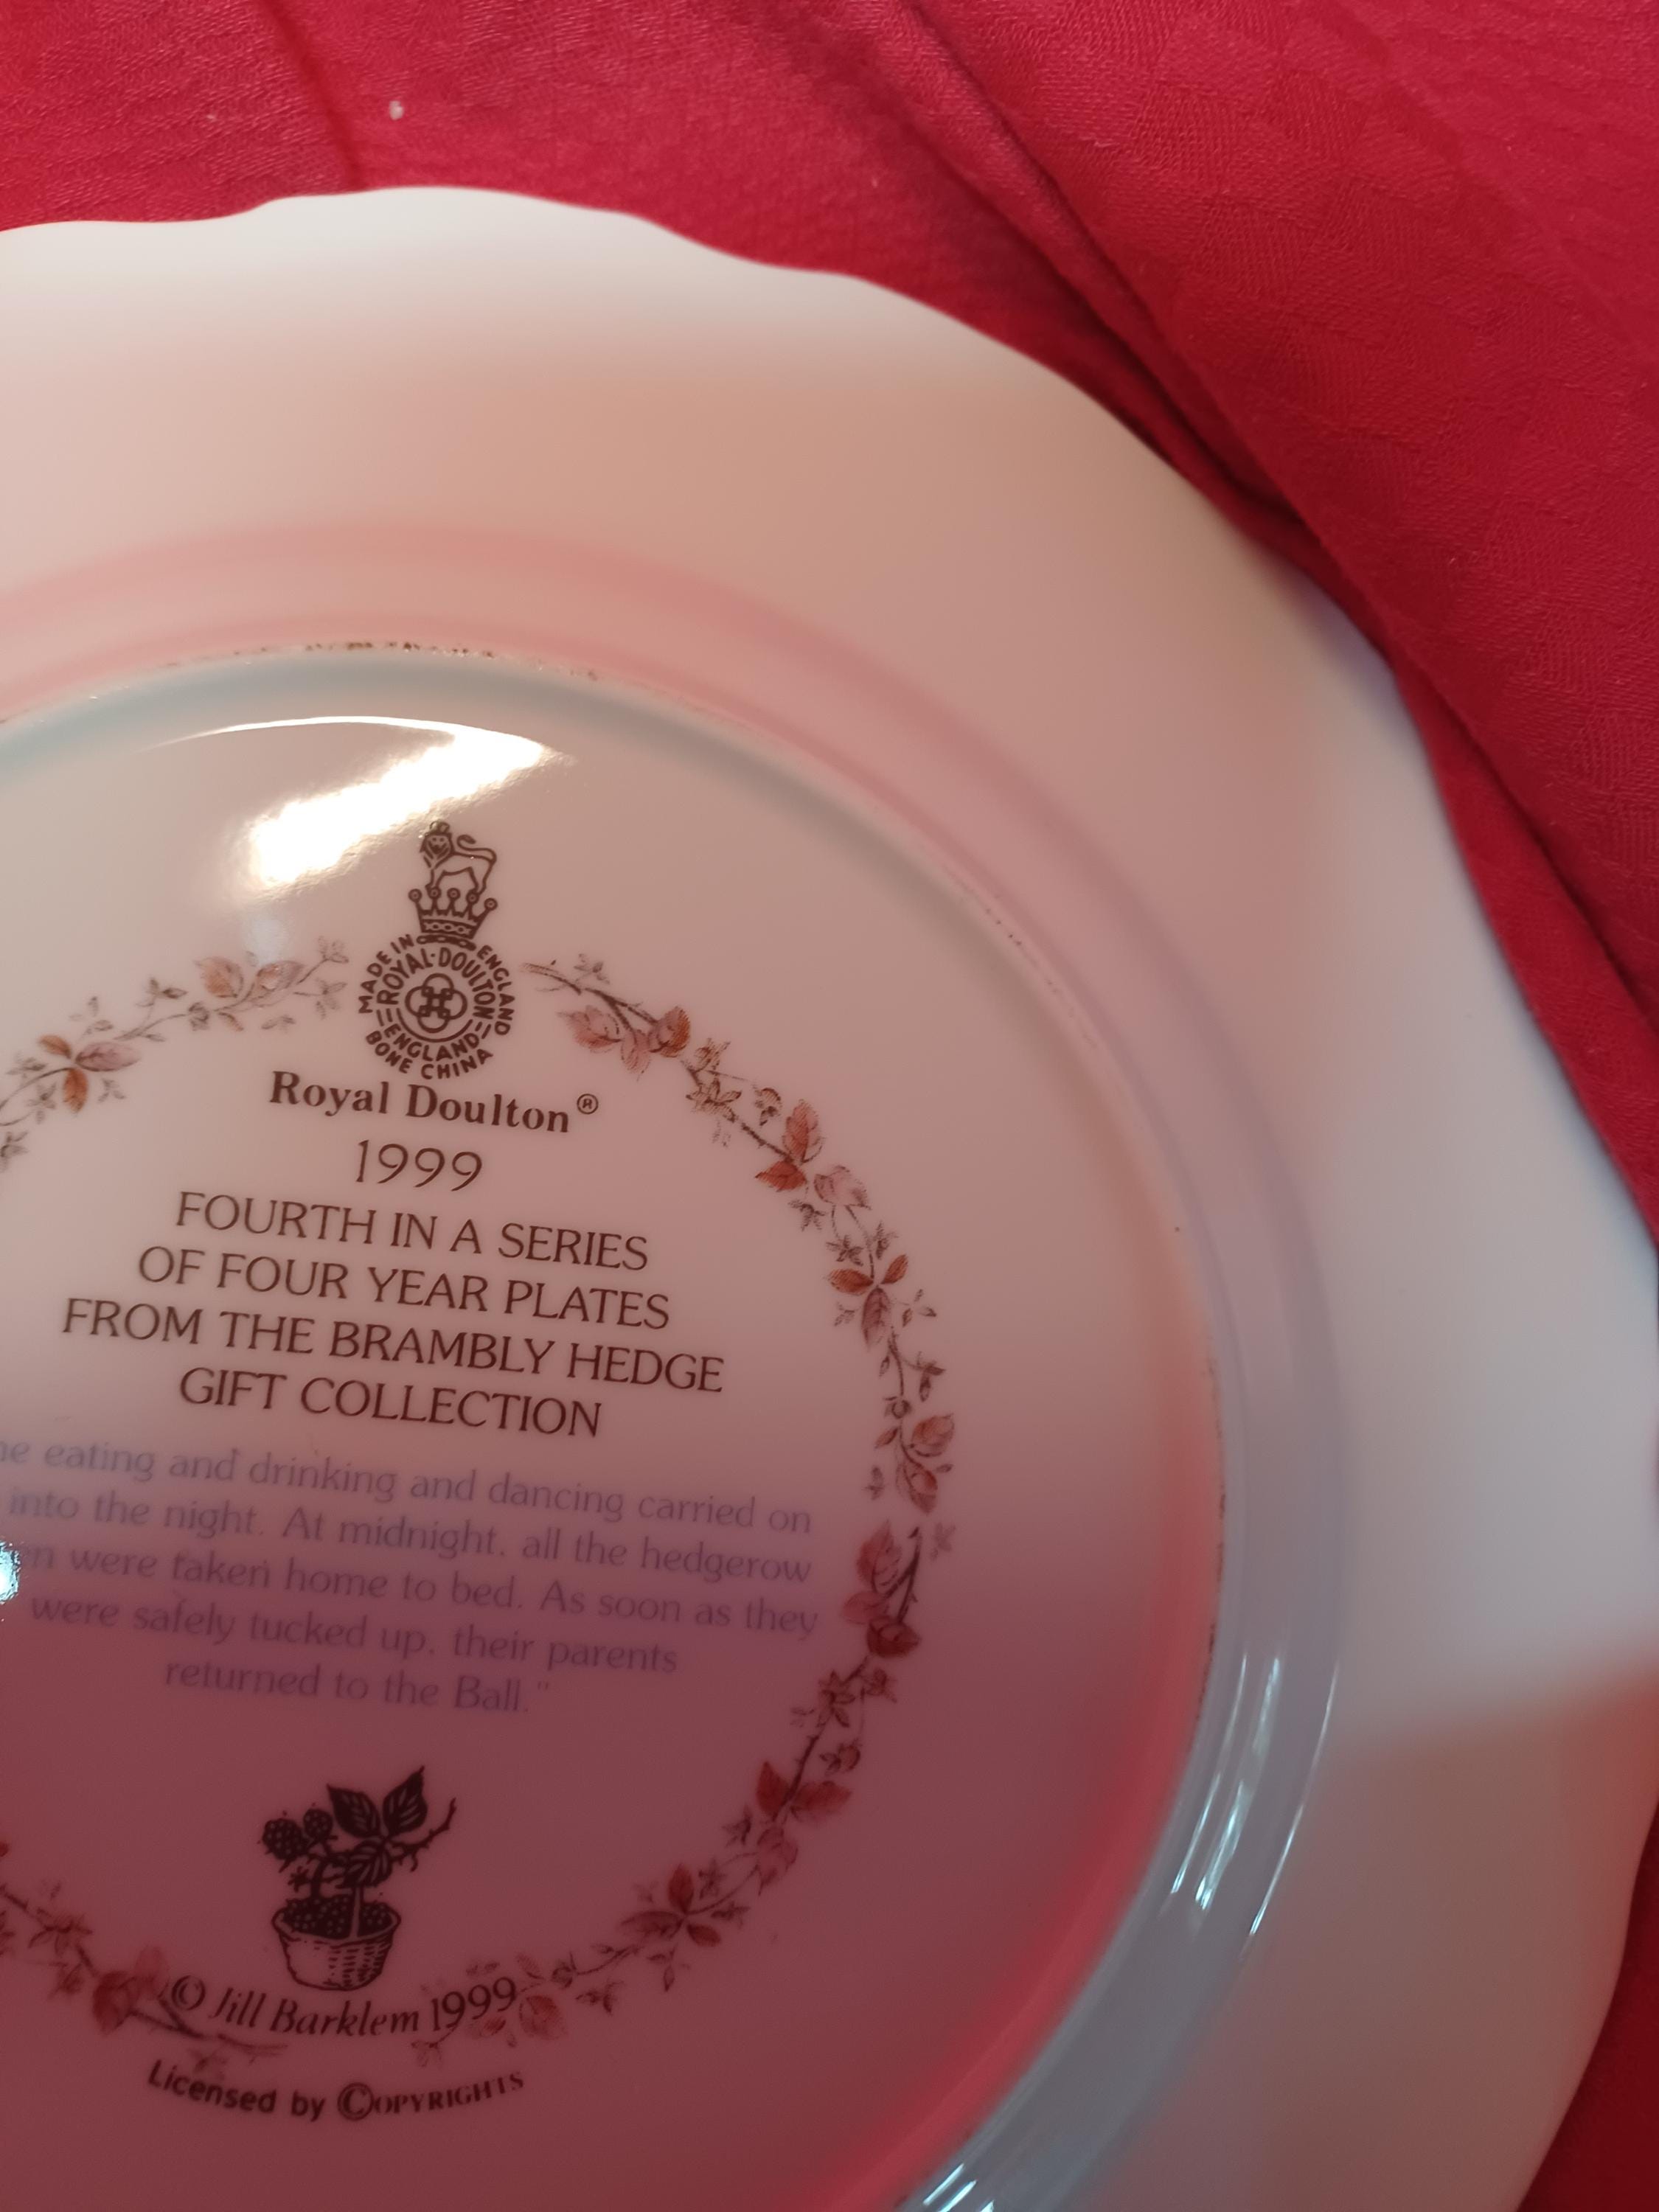 MADE IN ENGLAND
ROYAL·DOULTON
ENGLAND
BONE CHINA
Royal Doulton®
1999
FOURTH IN A SERIES
OF FOUR YEAR PLATES
FROM THE BRAMBLY HEDGE
GIFT COLLECTION
eating and drinking and dancing carried on
into the night. At midnight, all the hedgerow
were taken home to bed. As soon as they
were safely tucked up, their parents
returned to the Ball."
© Jill Barklem 1999
Licensed by COPYRIGHTS